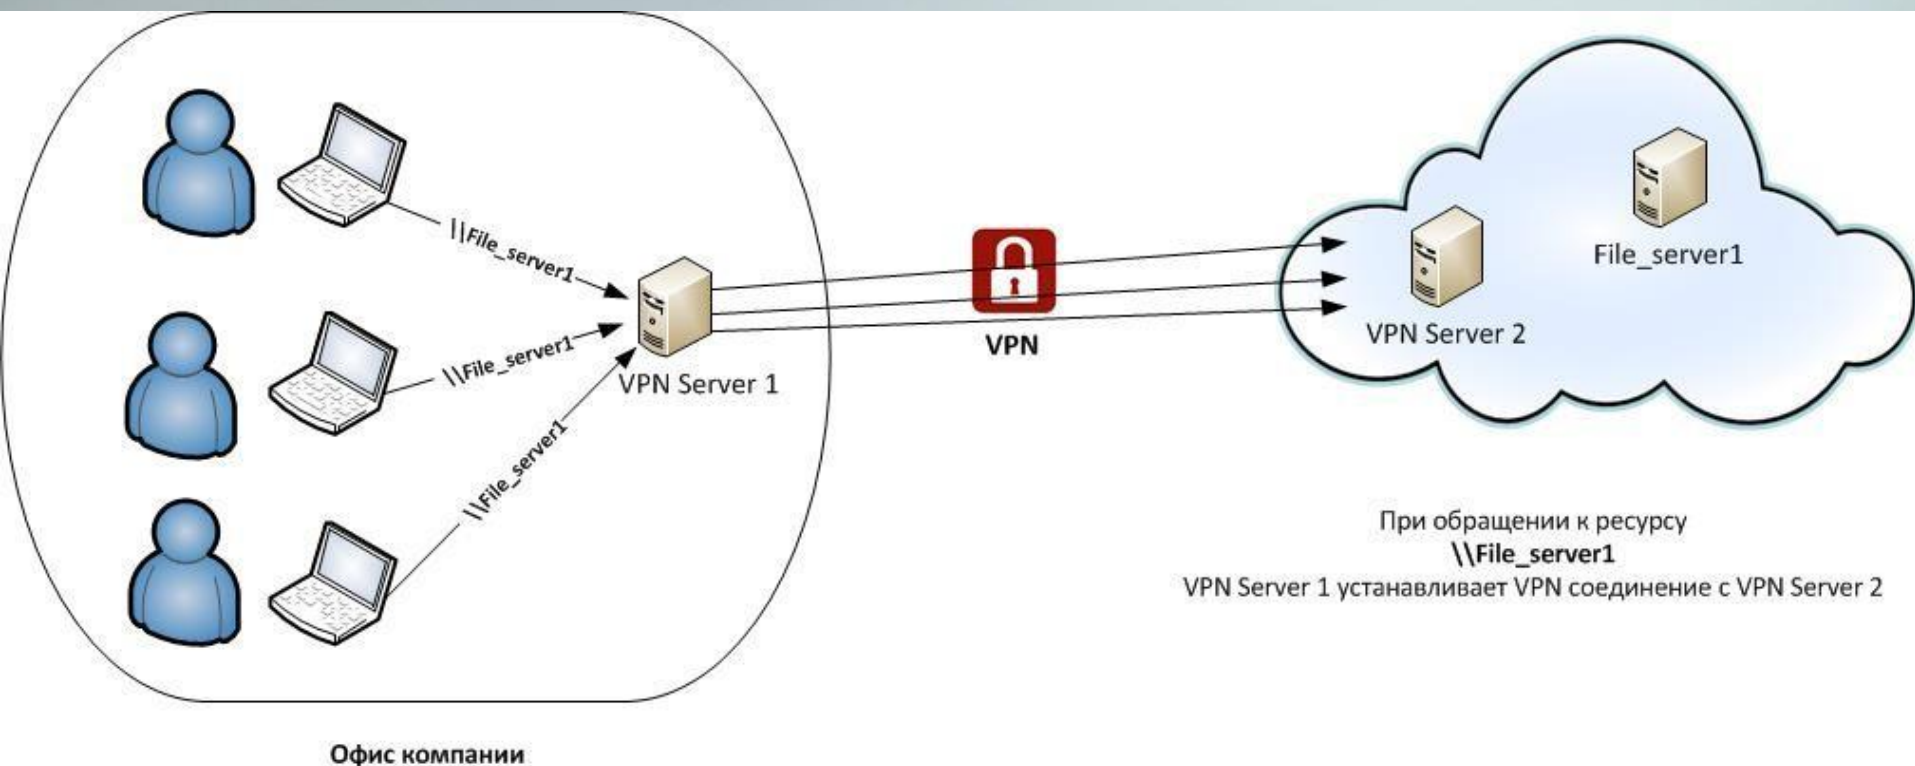 \\File_server1
\\File_server1
\\File_server1
VPN Server 1
VPN
VPN Server 2
File_server1
При обращении к ресурсу
\\File_server1
VPN Server 1 устанавливает VPN соединение с VPN Server 2
Офис компании